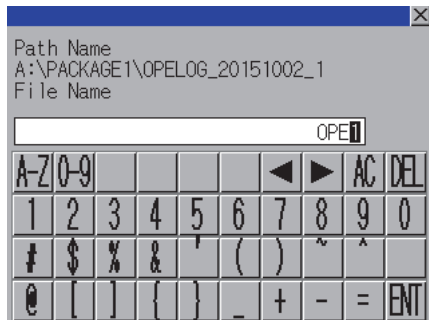 Path Name
A:\PACKAGE1\OPELOG_20151002_1
File Name
OPE1
A-Z 0-9 ◀ ▶ AC DEL
1 2 3 4 5 6 7 8 9 0
# $ % & ' ( ) ~ ^
@ [ ] { } _ + - = ENT